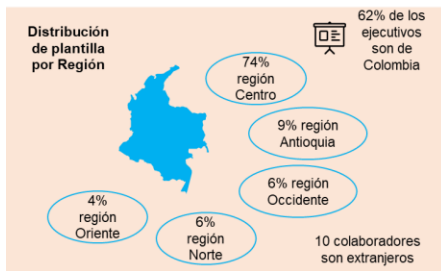 Distribución
de plantilla
por Región
62% de los
ejecutivos
son de
Colombia
74%
región
Centro
9% región
Antioquia
6% región
Occidente
6%
región
Norte
4%
región
Oriente
10 colaboradores
son extranjeros